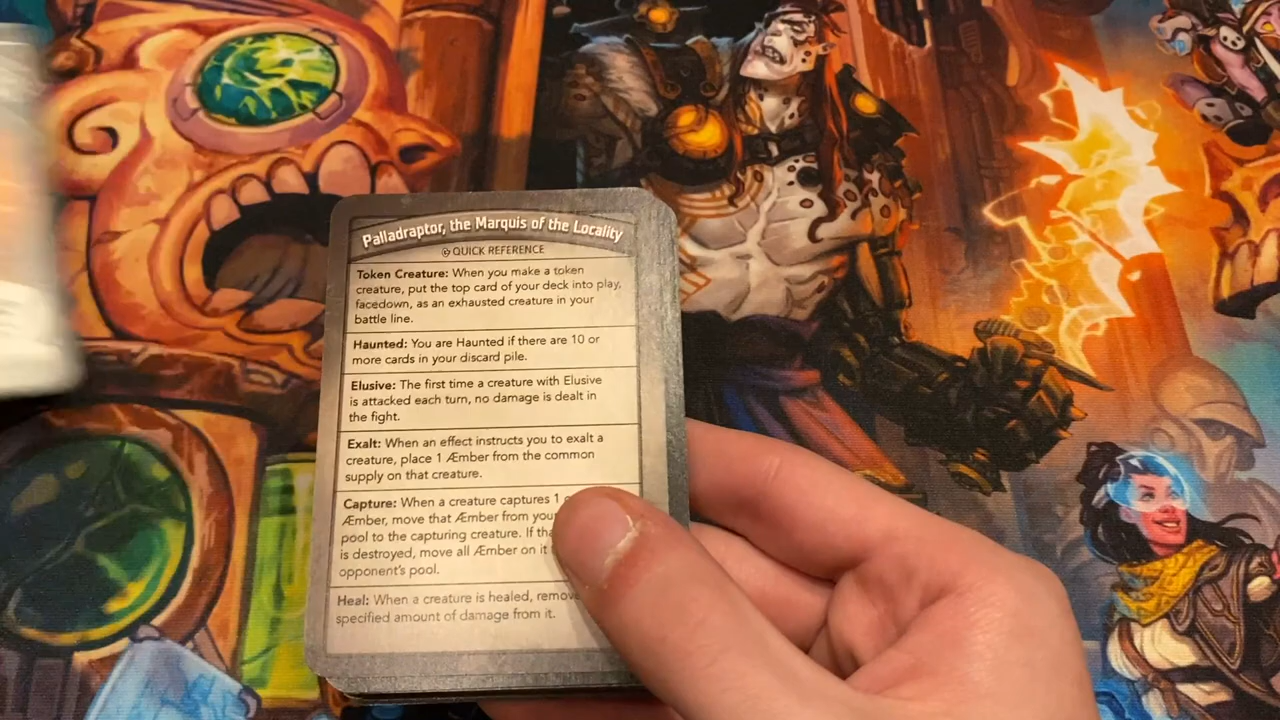 Palladraptor, the Marquis of the Locality
QUICK REFERENCE
Token Creature: When you make a token
creature, put the top card of your deck into play,
facedown, as an exhausted creature in your
battle line.
Haunted: You are Haunted if there are 10 or
more cards in your discard pile.
Elusive: The first time a creature with Elusive
is attacked each turn, no damage is dealt in
the fight.
Exalt: When an effect instructs you to exalt a
creature, place 1 Æmber from the common
supply on that creature.
Capture: When a creature captures 1
Æmber, move that Æmber from
pool to the capturing creature. If
is destroyed, move all Æmber on it
opponent's pool.
Heal: When a creature is healed,
specified amount of damage from it.